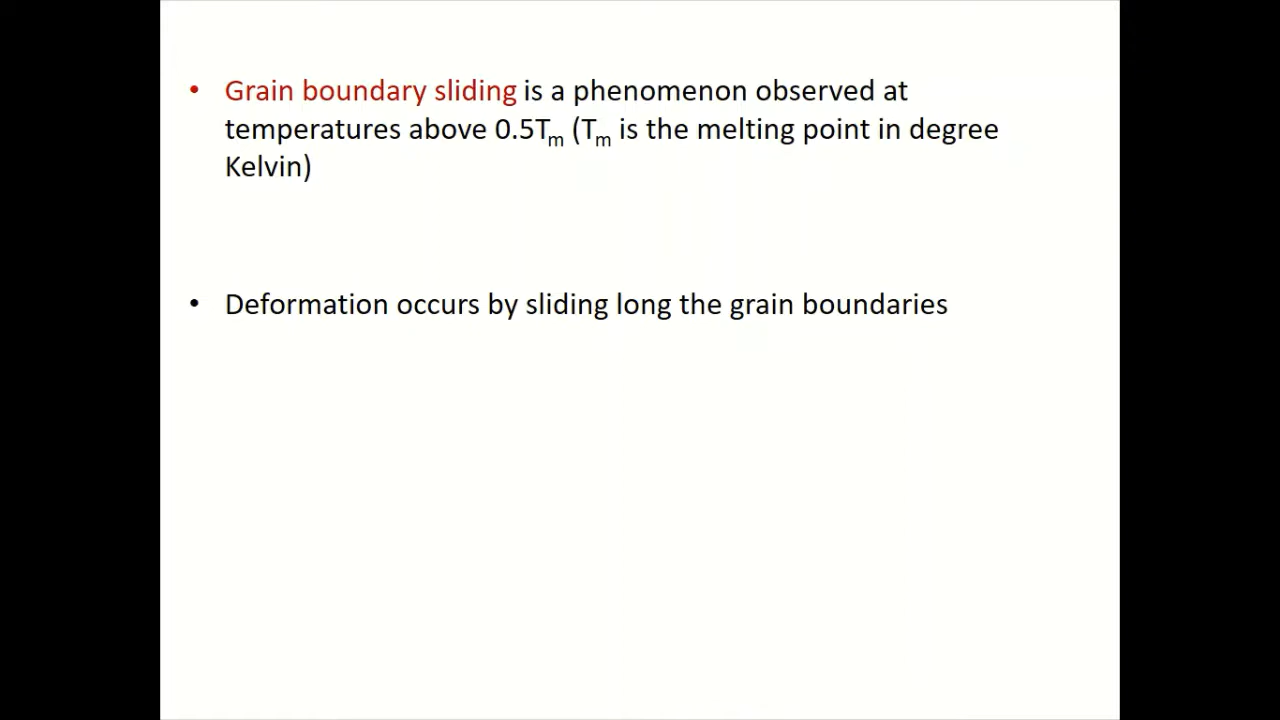 • Grain boundary sliding is a phenomenon observed at
temperatures above 0.5Tm (Tm is the melting point in degree
Kelvin)
• Deformation occurs by sliding long the grain boundaries